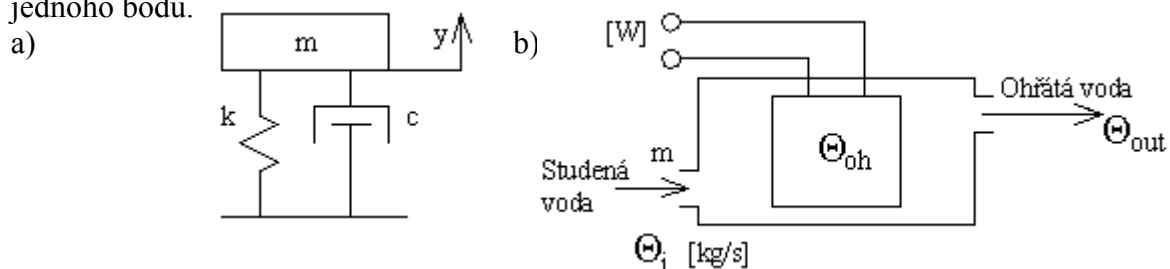 jednoho bodu.
a)
m
y
k
c
b)
[W]
Θoh
m
Studená
voda
Θi [kg/s]
Ohřátá voda
Θout